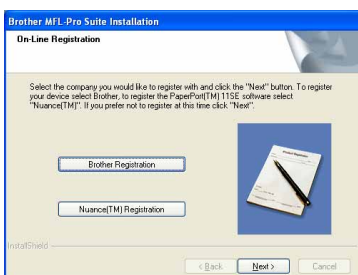 Brother MFL-Pro Suite Installation
On-Line Registration
Select the company you would like to register with and click the "Next" button. To register
your device select Brother, to register the PaperPort(TM) 11SE software select
"Nuance(TM)". If you prefer not to register at this time click "Next".
Brother Registration
Nuance(TM) Registration
InstallShield
< Back
Next >
Cancel